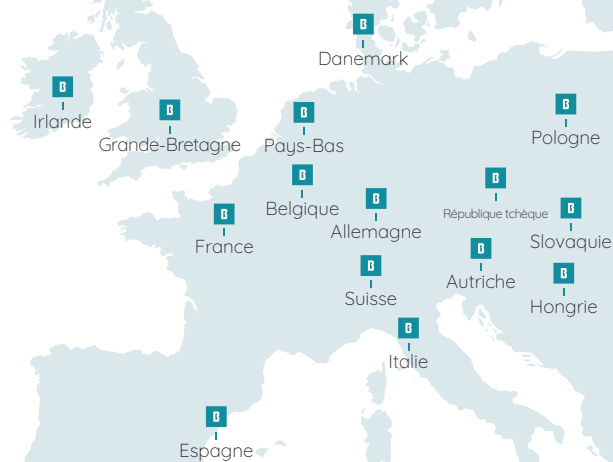 Danemark
Irlande
Grande-Bretagne
Pays-Bas
Pologne
Belgique
République tchèque
Allemagne
Slovaquie
France
Autriche
Suisse
Hongrie
Italie
Espagne